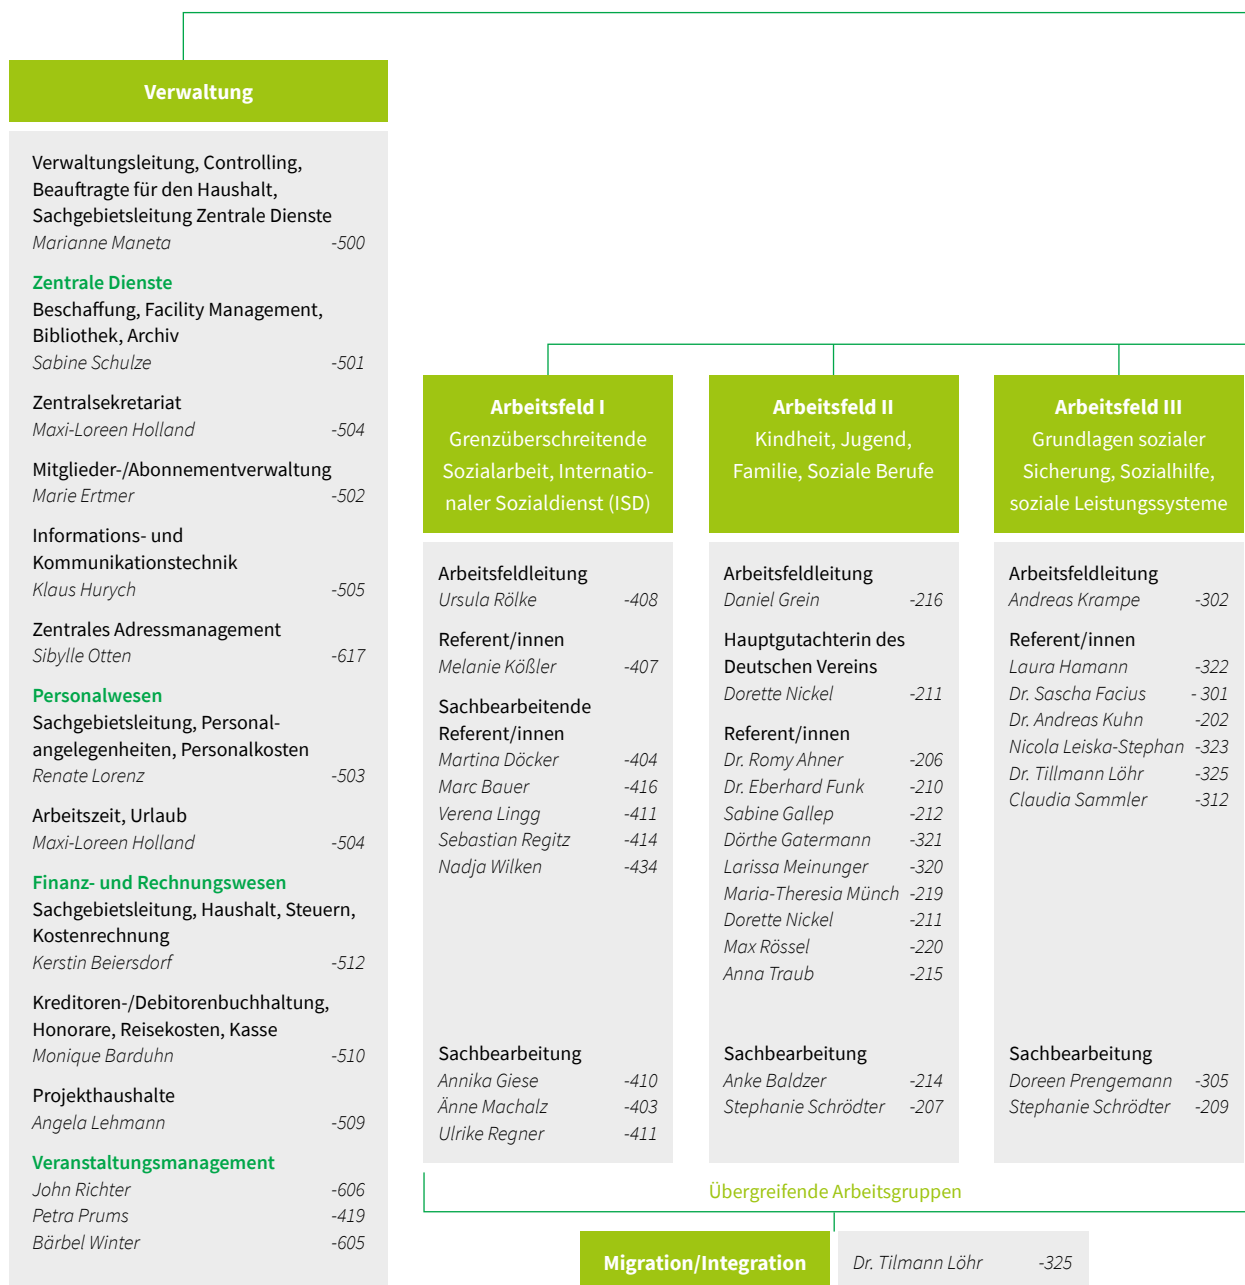 Verwaltung
Verwaltungsleitung, Controlling,
Beauftragte für den Haushalt,
Sachgebietsleitung Zentrale Dienste
Marianne Maneta -500
Zentrale Dienste
Beschaffung, Facility Management,
Bibliothek, Archiv
Sabine Schulze -501
Zentralsekretariat
Maxi-Loreen Holland -504
Mitglieder-/Abonnementverwaltung
Marie Ertmer -502
Informations- und
Kommunikationstechnik
Klaus Hurych -505
Zentrales Adressmanagement
Sibylle Otten -617
Personalwesen
Sachgebietsleitung, Personal-
angelegenheiten, Personalkosten
Renate Lorenz -503
Arbeitszeit, Urlaub
Maxi-Loreen Holland -504
Finanz- und Rechnungswesen
Sachgebietsleitung, Haushalt, Steuern,
Kostenrechnung
Kerstin Beiersdorf -512
Kreditoren-/Debitorenbuchhaltung,
Honorare, Reisekosten, Kasse
Monique Barduhn -510
Projekthaushalte
Angela Lehmann -509
Veranstaltungsmanagement
John Richter -606
Petra Prums -419
Bärbel Winter -605
Arbeitsfeld I
Grenzüberschreitende
Sozialarbeit, Internatio-
naler Sozialdienst (ISD)
Arbeitsfeldleitung
Ursula Rölke -408
Referent/innen
Melanie Kößler -407
Sachbearbeitende
Referent/innen
Martina Döcker -404
Marc Bauer -416
Verena Lingg -411
Sebastian Regitz -414
Nadja Wilken -434
Sachbearbeitung
Annika Giese -410
Änne Machalz -403
Ulrike Regner -411
Arbeitsfeld II
Kindheit, Jugend,
Familie, Soziale Berufe
Arbeitsfeldleitung
Daniel Grein -216
Hauptgutachterin des
Deutschen Vereins
Dorette Nickel -211
Referent/innen
Dr. Romy Ahner -206
Dr. Eberhard Funk -210
Sabine Gallep -212
Dörthe Gatermann -321
Larissa Meinunger -320
Maria-Theresia Münch -219
Dorette Nickel -211
Max Rössel -220
Anna Traub -215
Sachbearbeitung
Anke Baldzer -214
Stephanie Schrödter -207
Arbeitsfeld III
Grundlagen sozialer
Sicherung, Sozialhilfe,
soziale Leistungssysteme
Arbeitsfeldleitung
Andreas Krampe -302
Referent/innen
Laura Hamann -322
Dr. Sascha Facius - 301
Dr. Andreas Kuhn -202
Nicola Leiska-Stephan -323
Dr. Tillmann Löhr -325
Claudia Sammler -312
Sachbearbeitung
Doreen Prengemann -305
Stephanie Schrödter -209
Übergreifende Arbeitsgruppen
Migration/Integration
Dr. Tilmann Löhr -325